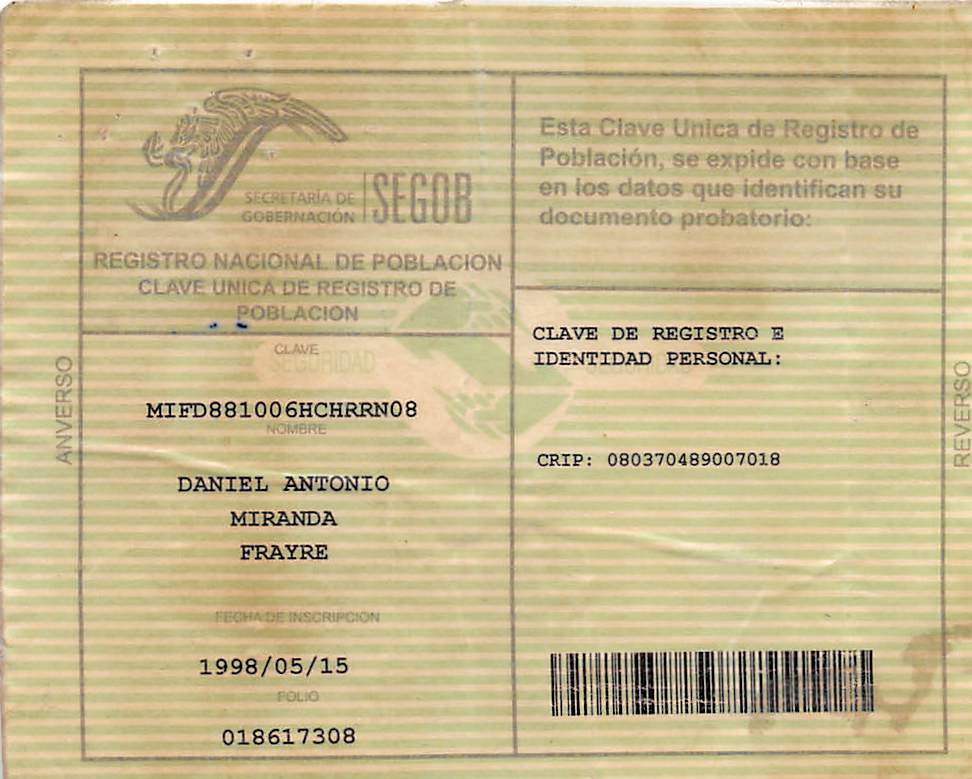 SECRETARÍA DE
GOBERNACIÓN
SEGOB
REGISTRO NACIONAL DE POBLACION
CLAVE UNICA DE REGISTRO DE
POBLACION
ANVERSO
CLAVE
SEGURIDAD
MIFD881006HCHRRN08
NOMBRE
DANIEL ANTONIO
MIRANDA
FRAYRE
FECHA DE INSCRIPCION
1998/05/15
FOLIO
018617308
Esta Clave Unica de Registro de
Población, se expide con base
en los datos que identifican su
documento probatorio:
CLAVE DE REGISTRO E
IDENTIDAD PERSONAL:
CRIP: 080370489007018
REVERSO